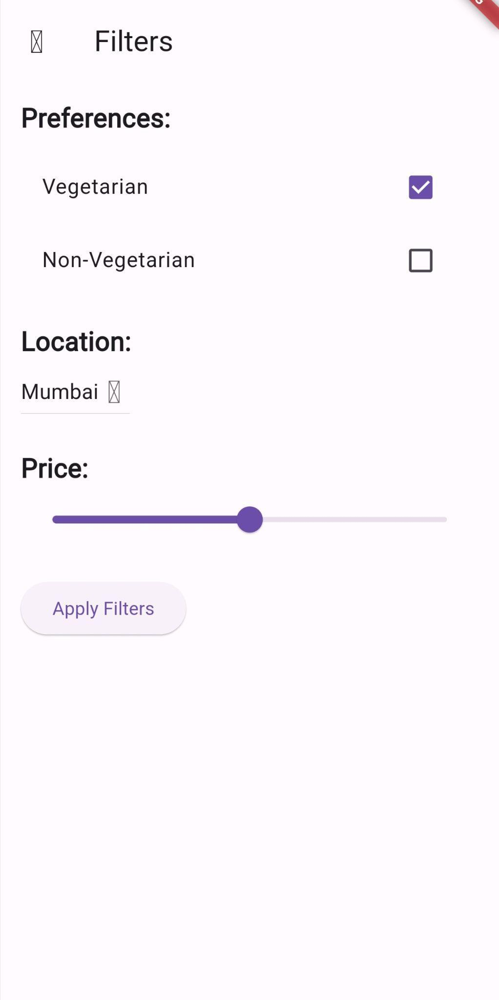 Filters
Preferences:
Vegetarian
Non-Vegetarian
Location:
Mumbai
Price:
Apply Filters